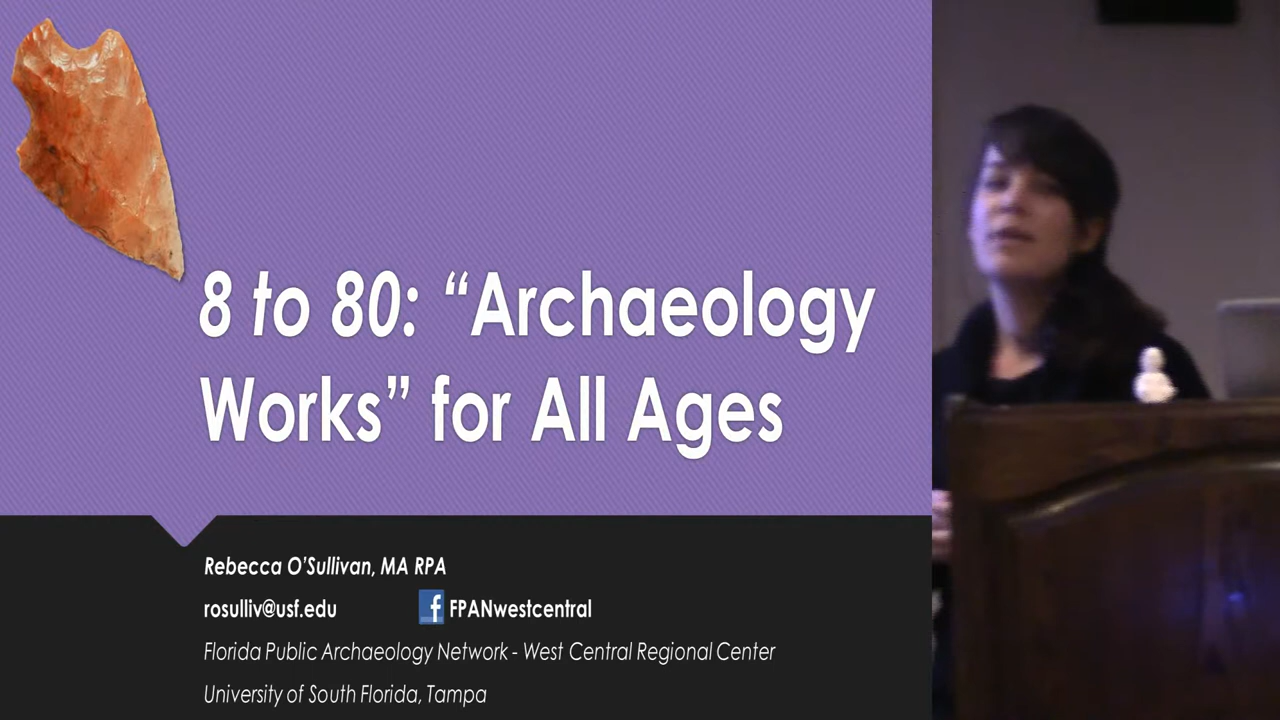 8 to 80: “Archaeology
Works” for All Ages
Rebecca O’Sullivan, MA RPA
rosulliv@usf.edu f FPANwestcentral
Florida Public Archaeology Network - West Central Regional Center
University of South Florida, Tampa